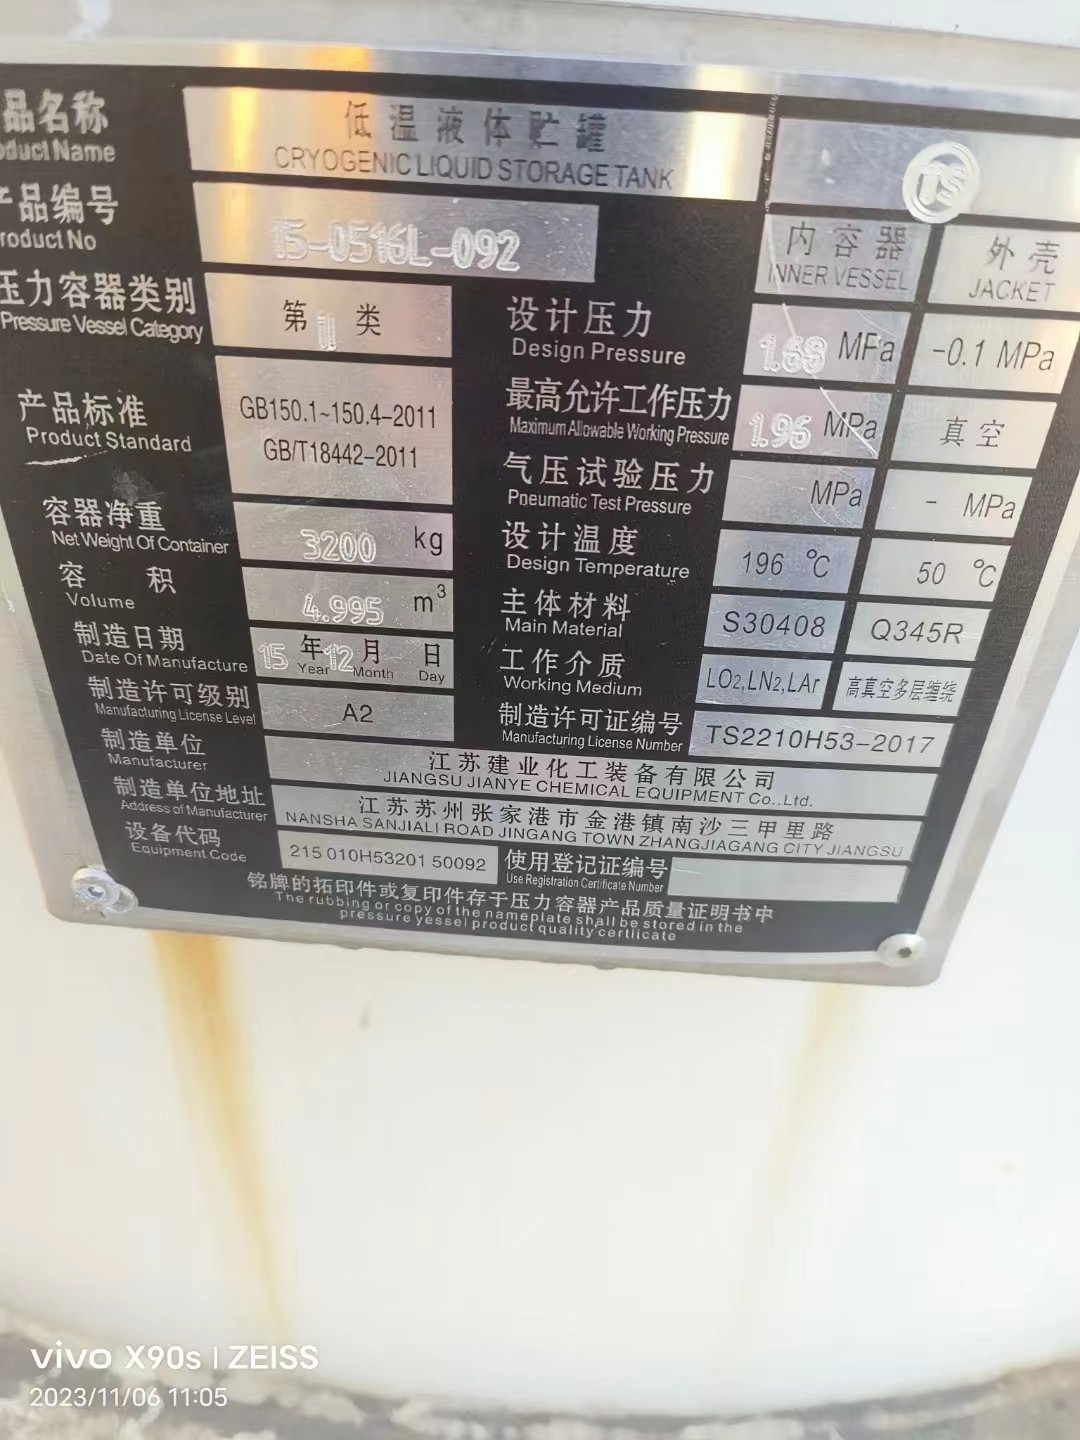 品名称
oduct Name
低温液体贮罐
CRYOGENIC LIQUID STORAGE TANK
TS
产品编号
roduct No
15-0516L-092
内容器
INNER VESSEL
外壳
JACKET
压力容器类别
Pressure Vessel Category
第 II 类
设计压力
Design Pressure
1.68 MPa
-0.1 MPa
产品标准
Product Standard
GB150.1~150.4-2011
GB/T18442-2011
最高允许工作压力
Maximum Allowable Working Pressure
1.96 MPa
真空
气压试验压力
Pneumatic Test Pressure
MPa
- MPa
容器净重
Net Weight Of Container
3200 kg
设计温度
Design Temperature
196 ℃
50 ℃
容积
Volume
4.995 m³
主体材料
Main Material
S30408
Q345R
制造日期
Date Of Manufacture
15 年 12 月 日
Year Month Day
工作介质
Working Medium
LO2,LN2,LAr
高真空多层缠绕
制造许可级别
Manufacturing License Level
A2
制造许可证编号
Manufacturing License Number
TS2210H53-2017
制造单位
Manufacturer
江苏建业化工装备有限公司
JIANGSU JIANYE CHEMICAL EQUIPMENT Co.,Ltd.
制造单位地址
Address of Manufacturer
江苏苏州张家港市金港镇南沙三甲里路
NANSHA SANJIALI ROAD JINGANG TOWN ZHANGJIAGANG CITY JIANGSU
设备代码
Equipment Code
215 010H53201 50092
使用登记证编号
Use Registration Certificate Number
铭牌的拓印件或复印件存于压力容器产品质量证明书中
The rubbing or copy of the nameplate shall be stored in the
pressure yessel product quality certlicate
vivo X90s | ZEISS
2023/11/06 11:05